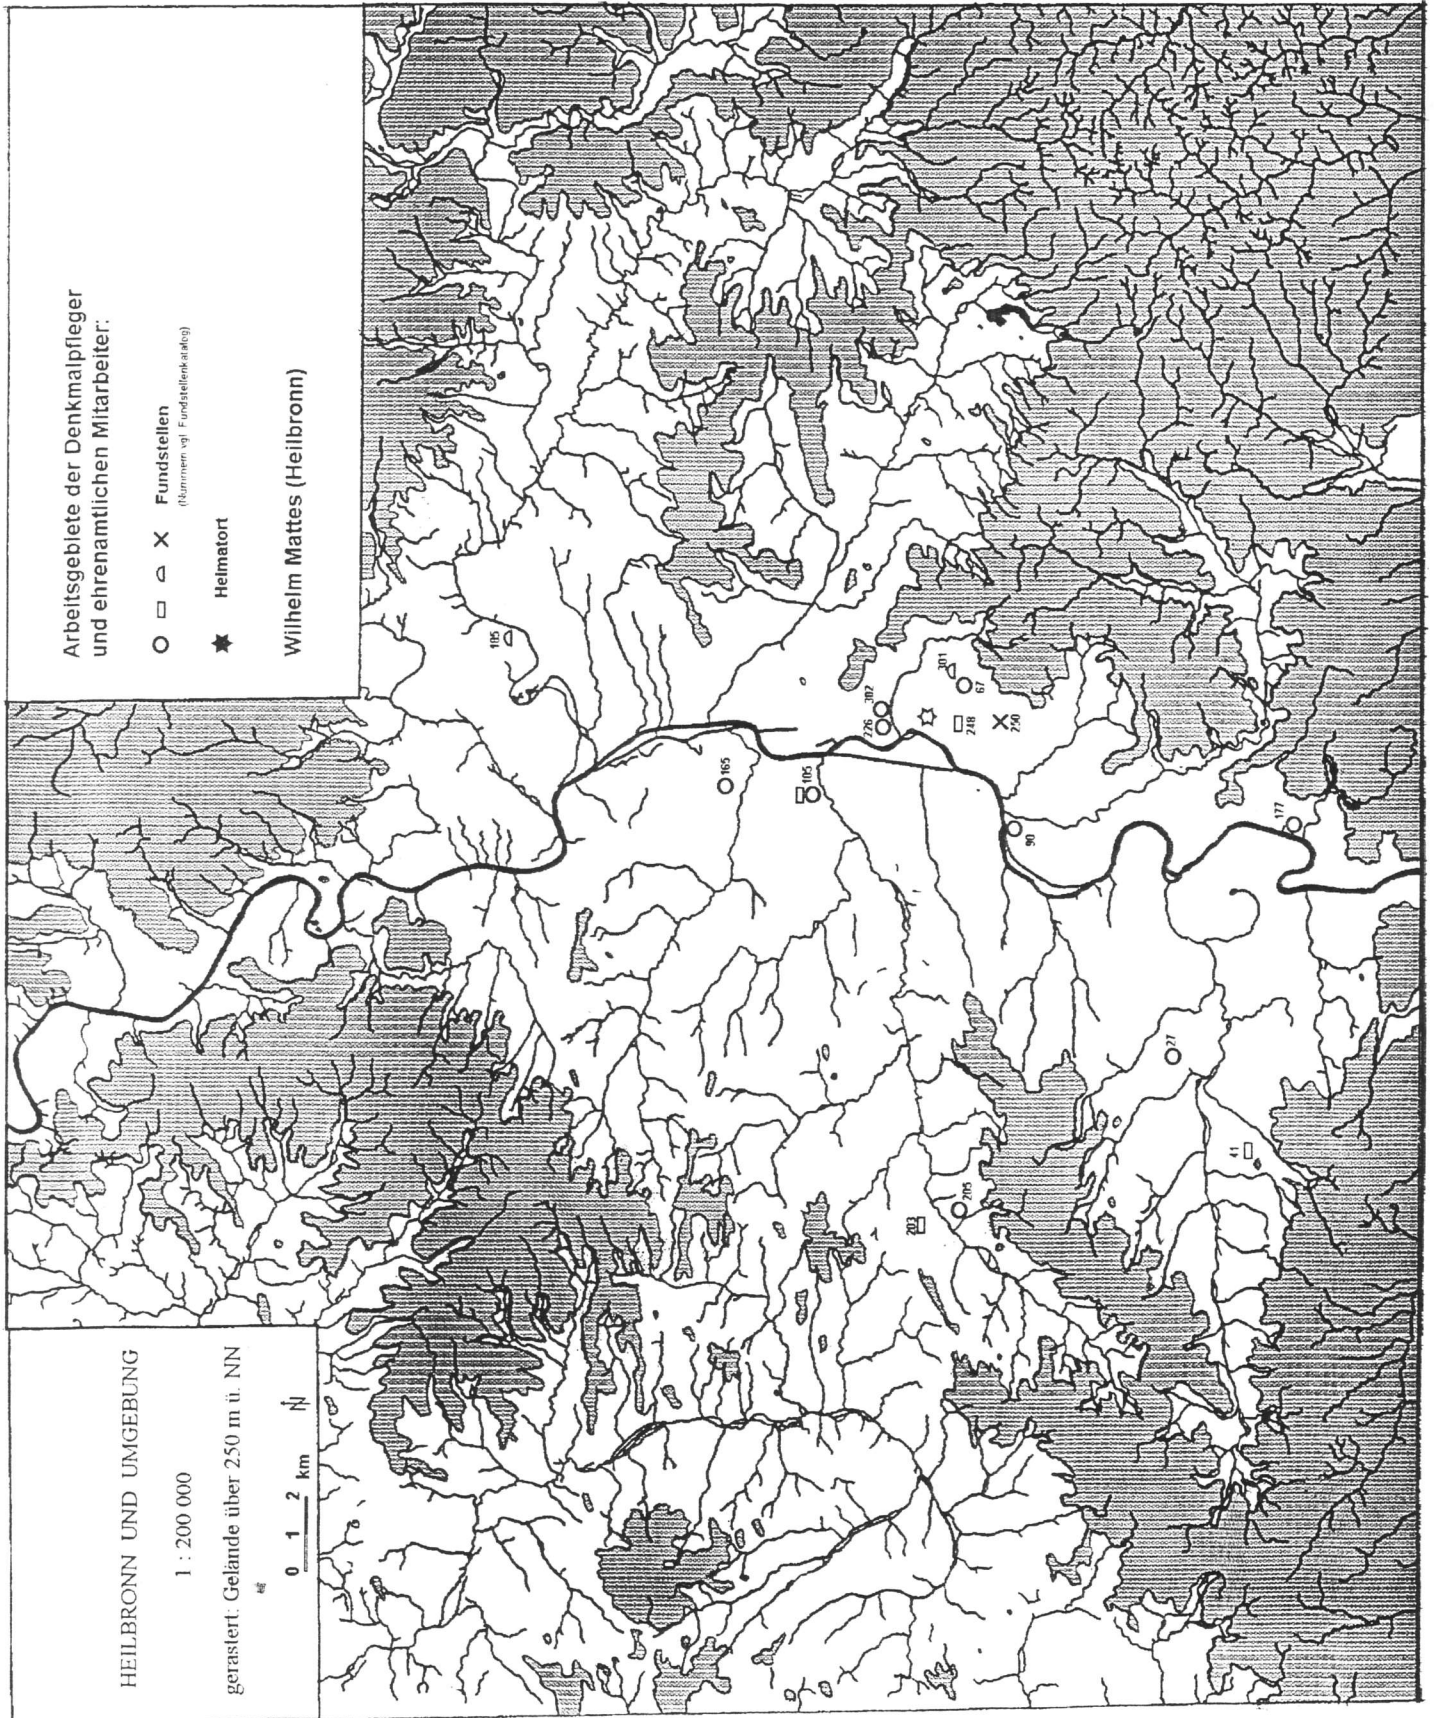 HEILBRONN UND UMGEBUNG
1 : 200 000
gerastert: Gelände über 250 m ü. NN
0 1 2 km
N
Arbeitsgebiete der Denkmalpfleger
und ehrenamtlichen Mitarbeiter:
Fundstellen
(Nummern vgl. Fundstellenkatalog)
Heimatort
Wilhelm Mattes (Heilbronn)
185
165
105
226
302
301
67
248
250
90
177
27
41
203
205